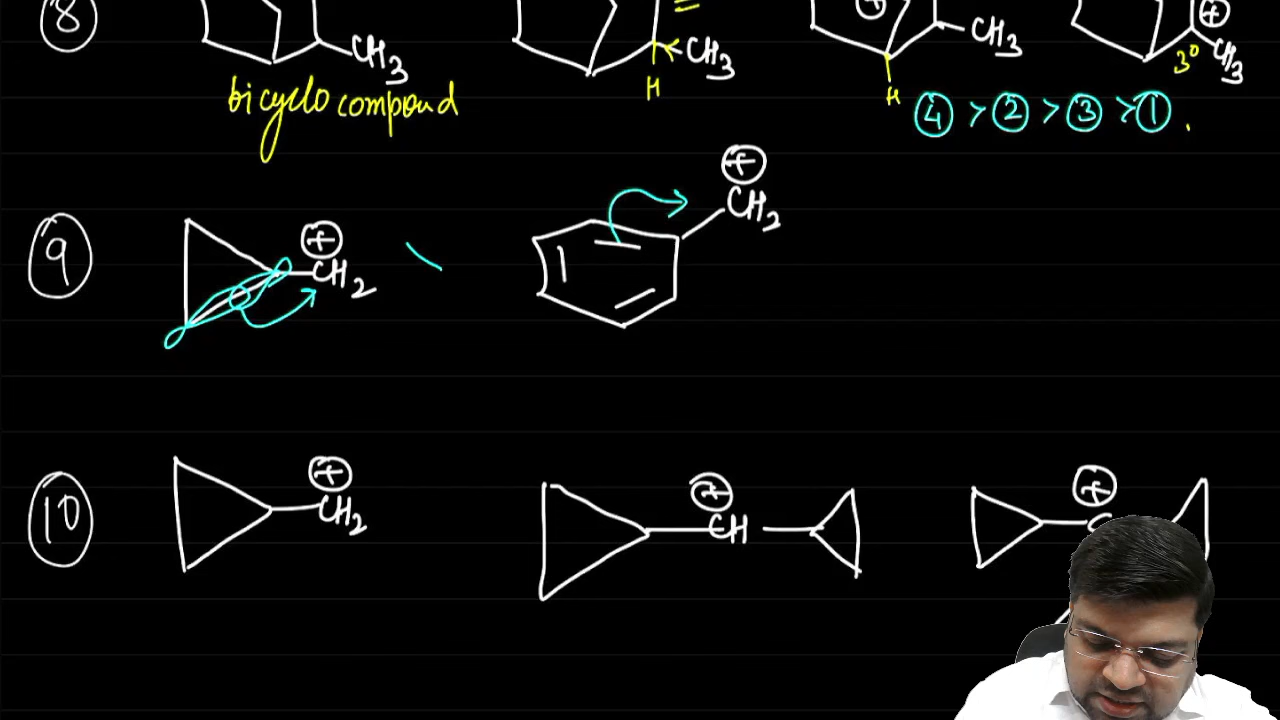 8
CH3
CH3
H
⊕
CH3
H
⊕
3° CH3
bicyclo compound
④ > ② > ③ > ①.
9
⊕
CH2
⊕
CH2
10
⊕
CH2
⊕
CH
⊕
C